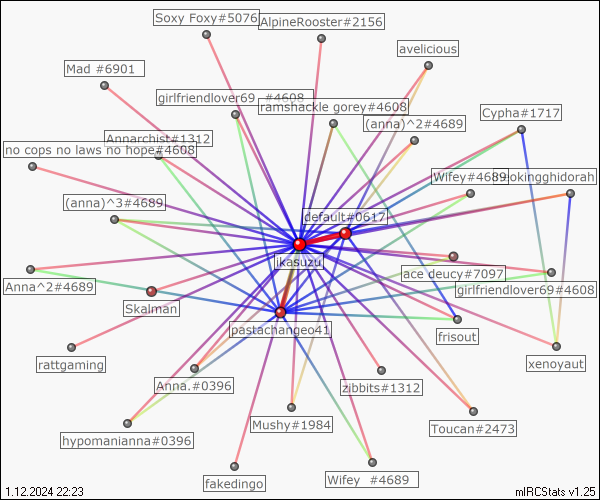 Soxy Foxy#5076
AlpineRooster#2156
avelicious
Mad #6901
girlfriendlover69 #4608
ramshackle gorey#4608
Cypha#1717
(anna)^2#4689
Annarchist#1312
no cops no laws no hope#4608
Wifey#4689
okingghidorah
(anna)^3#4689
default#0617
ikasuzu
ace deucy#7097
Anna^2#4689
girlfriendlover69#4608
Skalman
pastachangeo41
frisout
rattgaming
xenoyaut
Anna.#0396
zibbits#1312
Mushy#1984
Toucan#2473
hypomanianna#0396
fakedingo
Wifey #4689
1.12.2024 22:23
mIRCStats v1.25